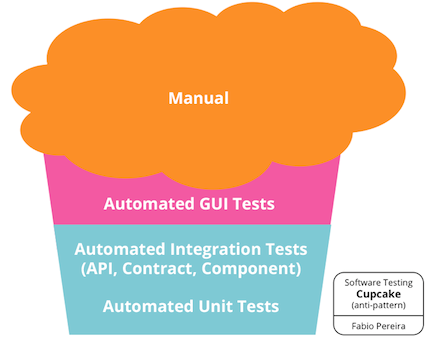 Manual
Automated GUI Tests
Automated Integration Tests
(API, Contract, Component)
Automated Unit Tests
Software Testing
Cupcake
(anti-pattern)
Fabio Pereira